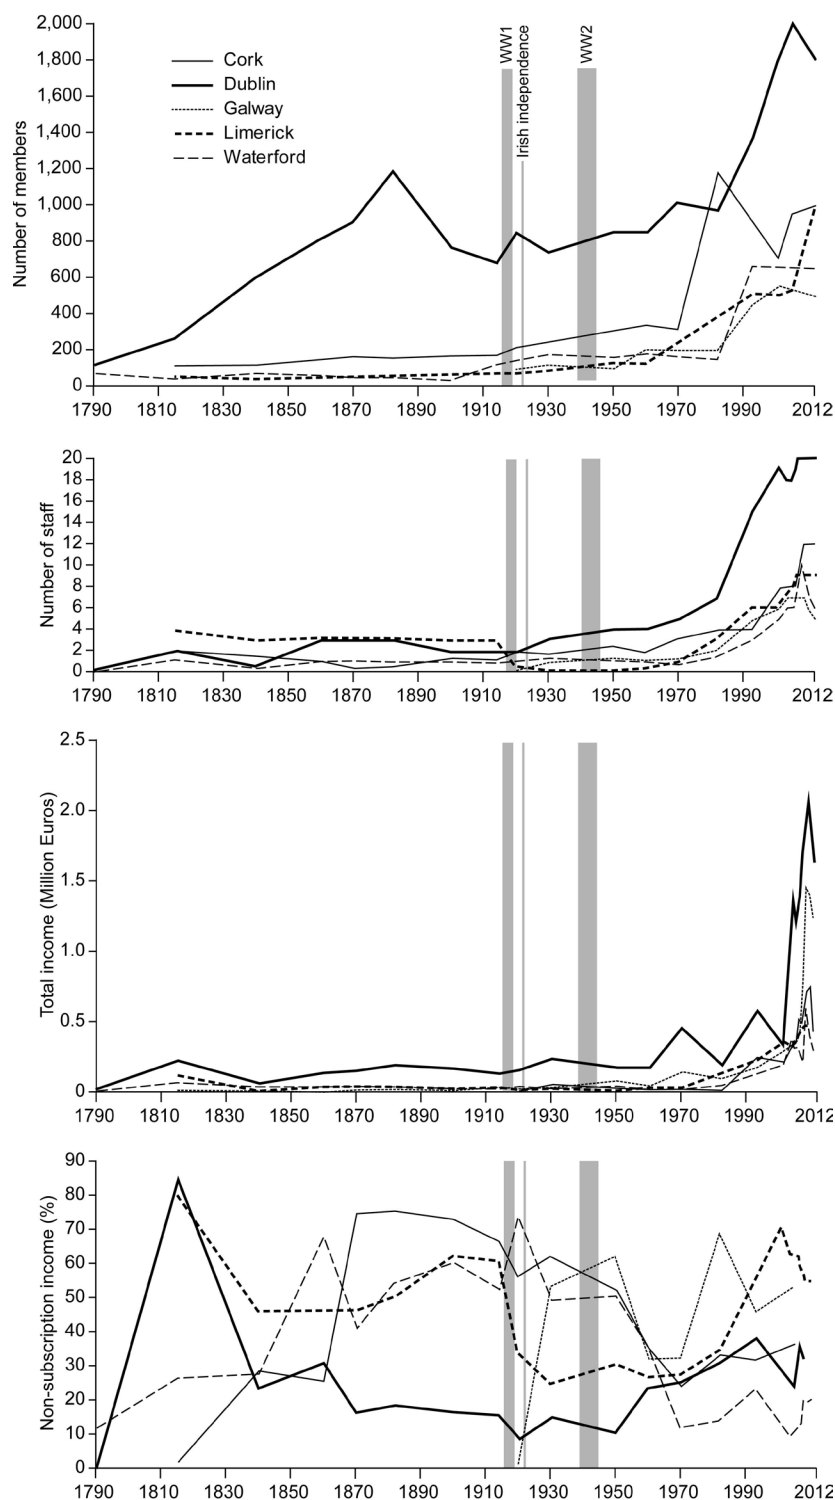 Number of members
2,000
1,800
1,600
1,400
1,200
1,000
800
600
400
200
0
Cork
Dublin
Galway
Limerick
Waterford
WW1
Irish independence
WW2
1790 1810 1830 1850 1870 1890 1910 1930 1950 1970 1990 2012
Number of staff
20
18
16
14
12
10
8
6
4
2
0
1790 1810 1830 1850 1870 1890 1910 1930 1950 1970 1990 2012
Total income (Million Euros)
2.5
2.0
1.5
1.0
0.5
0
1790 1810 1830 1850 1870 1890 1910 1930 1950 1970 1990 2012
Non-subscription income (%)
90
80
70
60
50
40
30
20
10
0
1790 1810 1830 1850 1870 1890 1910 1930 1950 1970 1990 2012